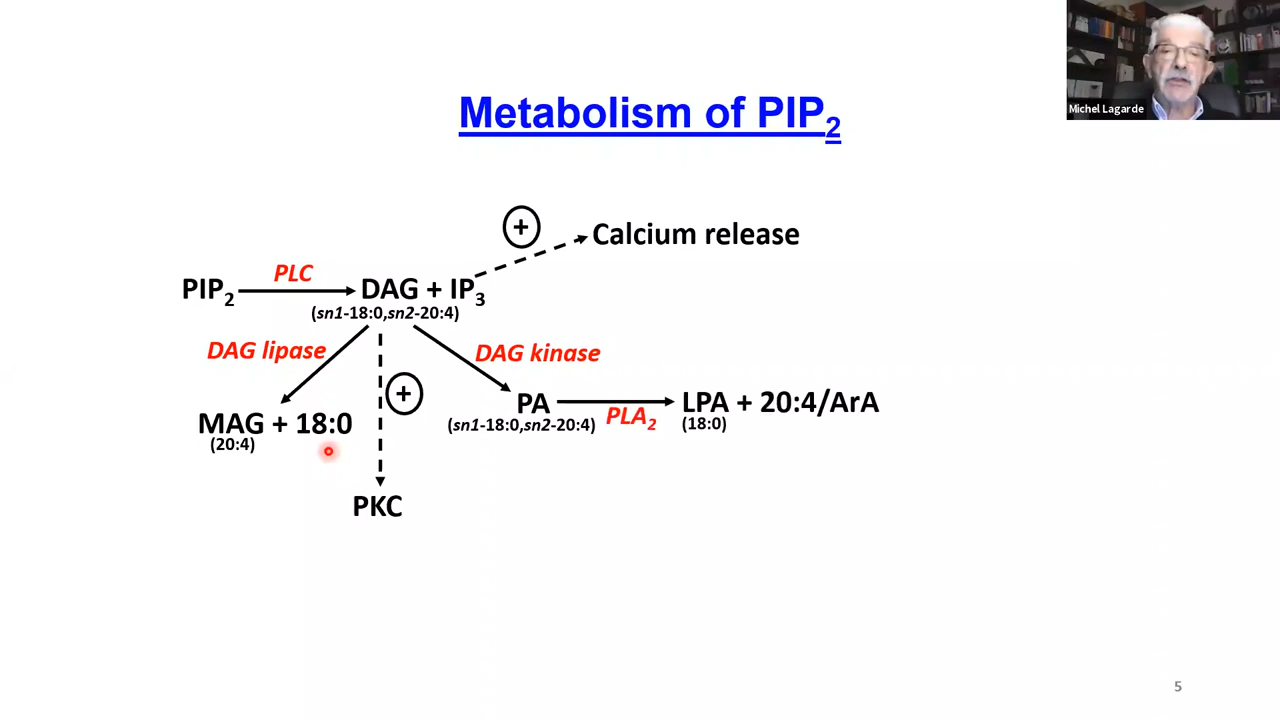 Michel Lagarde
Metabolism of PIP2
+
Calcium release
PLC
PIP2
DAG + IP3
(sn1-18:0,sn2-20:4)
DAG lipase
DAG kinase
+
MAG + 18:0
(20:4)
PA
(sn1-18:0,sn2-20:4)
PLA2
LPA + 20:4/ArA
(18:0)
PKC
5